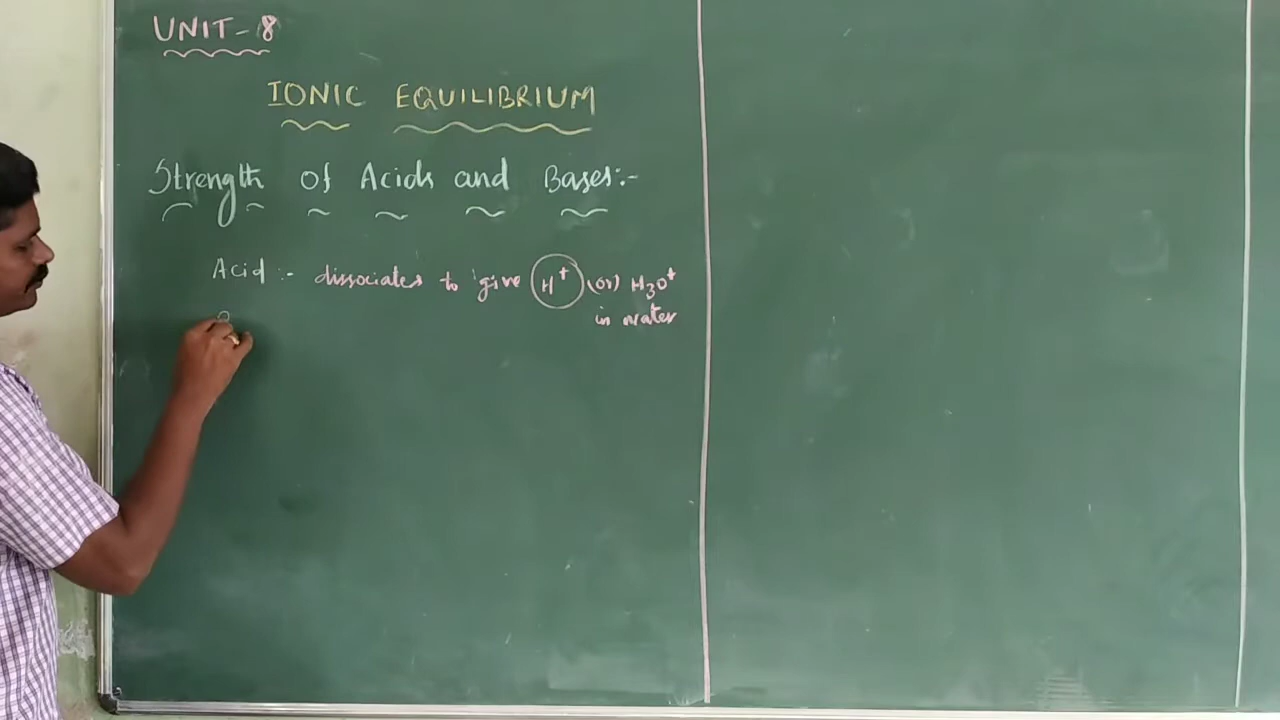 UNIT-8
IONIC EQUILIBRIUM
Strength of Acids and Bases:-
Acid :- dissociates to give H⁺ (or) H₃O⁺
in water